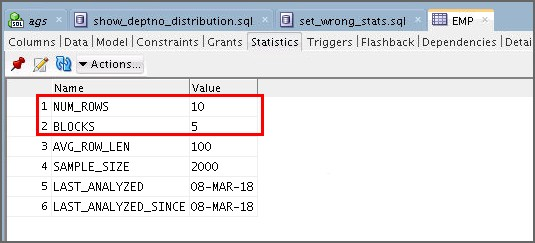 SQL ags show_deptno_distribution.sql set_wrong_stats.sql EMP
Columns Data Model Constraints Grants Statistics Triggers Flashback Dependencies Detai
Actions...
Name Value
1 NUM_ROWS 10
2 BLOCKS 5
3 AVG_ROW_LEN 100
4 SAMPLE_SIZE 2000
5 LAST_ANALYZED 08-MAR-18
6 LAST_ANALYZED_SINCE 08-MAR-18